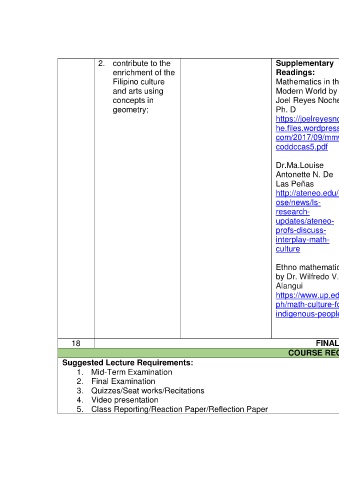 2. contribute to the
enrichment of the
Filipino culture
and arts using
concepts in
geometry;
Supplementary
Readings:
Mathematics in th
Modern World by
Joel Reyes Noche
Ph. D
https://joelreyesno
he.files.wordpress
com/2017/09/mmw
coddccas5.pdf
Dr.Ma.Louise
Antonette N. De
Las Peñas
http://ateneo.edu/
ose/news/ls-
research-
updates/ateneo-
profs-discuss-
interplay-math-
culture
Ethno mathematic
by Dr. Wilfredo V.
Alangui
https://www.up.ed
ph/math-culture-fo
indigenous-people
18 FINAL
COURSE REQ
Suggested Lecture Requirements:
1. Mid-Term Examination
2. Final Examination
3. Quizzes/Seat works/Recitations
4. Video presentation
5. Class Reporting/Reaction Paper/Reflection Paper